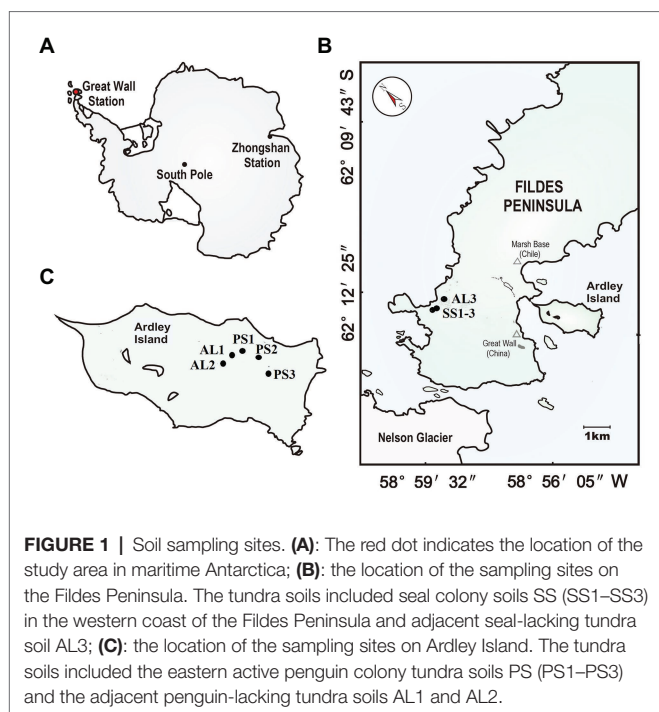 A
Great Wall
Station
Zhongshan
Station
South Pole
B
N
S
62° 09′ 43″ S
62° 12′ 25″
FILDES
PENINSULA
Marsh Base
(Chile)
Ardley
Island
AL3
SS1-3
Great Wall
(China)
Nelson Glacier
1km
58° 59′ 32″
58° 56′ 05″ W
C
Ardley
Island
PS1
AL1
PS2
AL2
PS3
FIGURE 1 | Soil sampling sites. (A): The red dot indicates the location of the
study area in maritime Antarctica; (B): the location of the sampling sites on
the Fildes Peninsula. The tundra soils included seal colony soils SS (SS1–SS3)
in the western coast of the Fildes Peninsula and adjacent seal-lacking tundra
soil AL3; (C): the location of the sampling sites on Ardley Island. The tundra
soils included the eastern active penguin colony tundra soils PS (PS1–PS3)
and the adjacent penguin-lacking tundra soils AL1 and AL2.